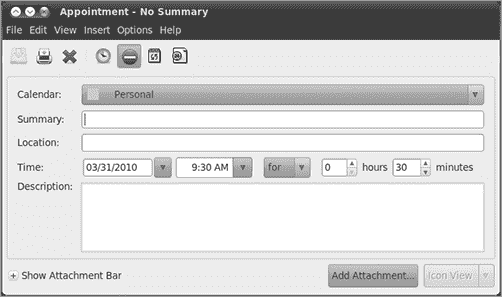 Appointment - No Summary
File Edit View Insert Options Help
Calendar: Personal
Summary:
Location:
Time: 03/31/2010 9:30 AM for 0 hours 30 minutes
Description:
Show Attachment Bar Add Attachment... Icon View